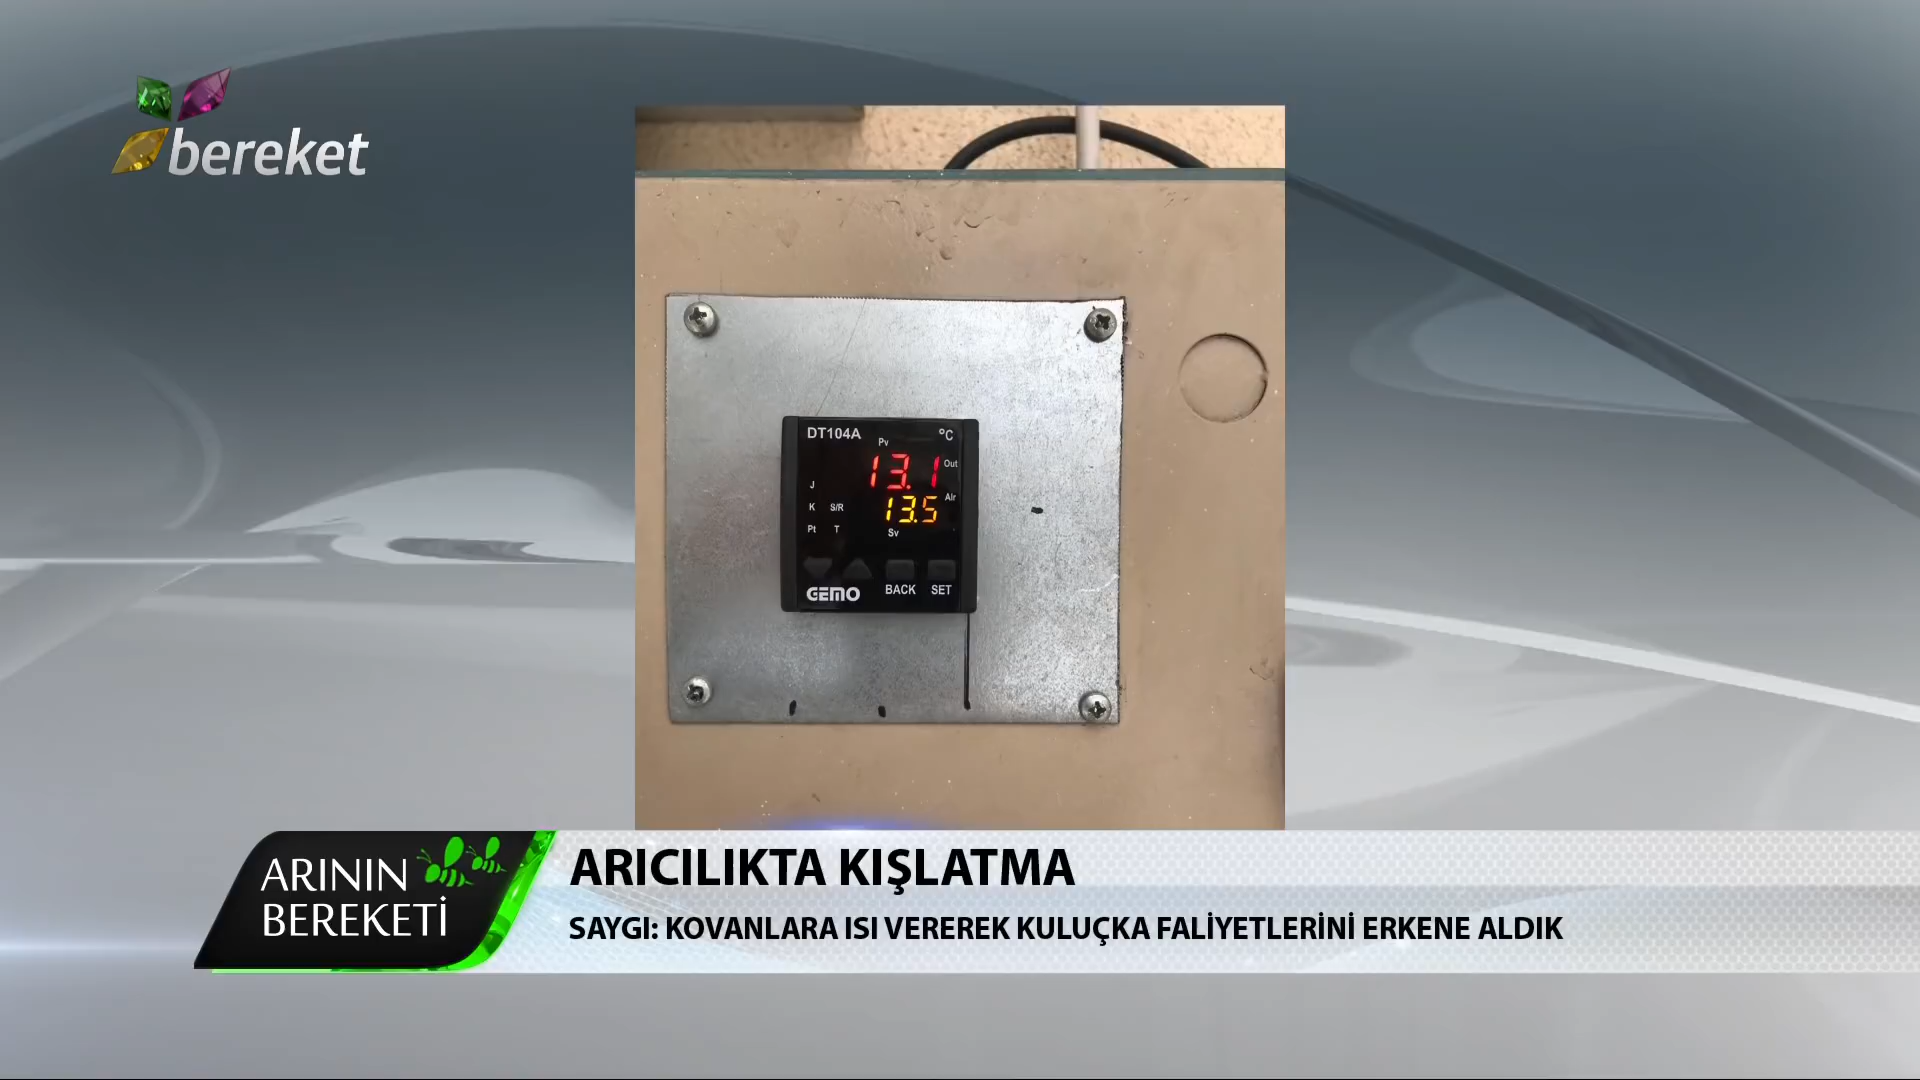 bereket
DT104A
°C
Pv
13.1
Out
J
Alr
K
S/R
13.5
Pt
T
Sv
GEMO
BACK
SET
ARININ
BEREKETİ
ARICILIKTA KIŞLATMA
SAYGI: KOVANLARA ISI VEREREK KULUÇKA FALİYETLERİNİ ERKENE ALDIK